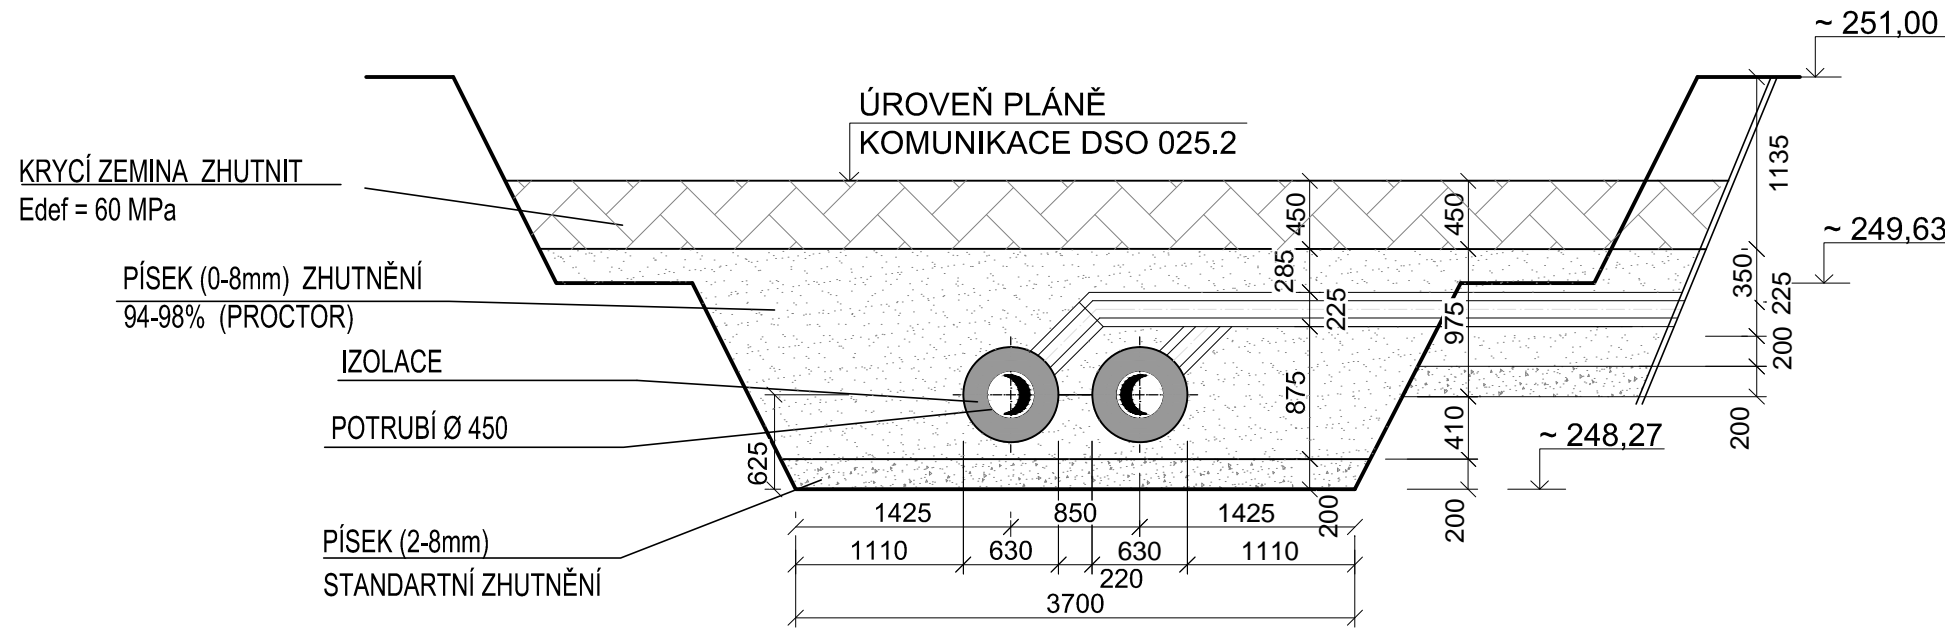 ~ 251,00
ÚROVEŇ PLÁNĚ
KOMUNIKACE DSO 025.2
KRYCÍ ZEMINA ZHUTNIT
Edef = 60 MPa
1135
450
450
~ 249,63
PÍSEK (0-8mm) ZHUTNĚNÍ
94-98% (PROCTOR)
285
225
975
350
225
200
IZOLACE
875
POTRUBÍ Ø 450
410
200
~ 248,27
625
200
200
1425
850
1425
PÍSEK (2-8mm)
STANDARTNÍ ZHUTNĚNÍ
1110
630
630
1110
220
3700